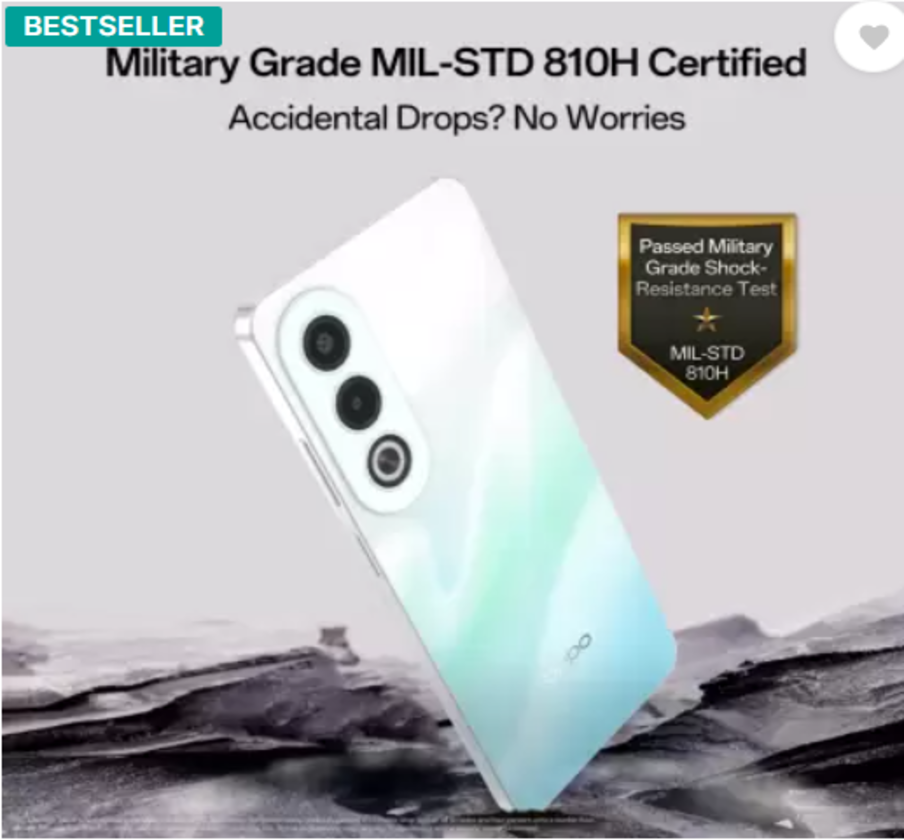 BESTSELLER
Military Grade MIL-STD 810H Certified
Accidental Drops? No Worries
Passed Military
Grade Shock-
Resistance Test
MIL-STD
810H
oppo